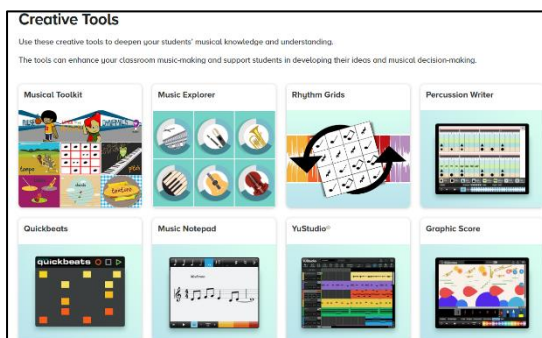 Creative Tools
Use these creative tools to deepen your students' musical knowledge and understanding.
The tools can enhance your classroom music-making and support students in developing their ideas and musical decision-making.
Musical Toolkit
Music Explorer
Rhythm Grids
Percussion Writer
tempo
pitch
texture
Quickbeats
Music Notepad
YuStudio®
Graphic Score
quickbeats